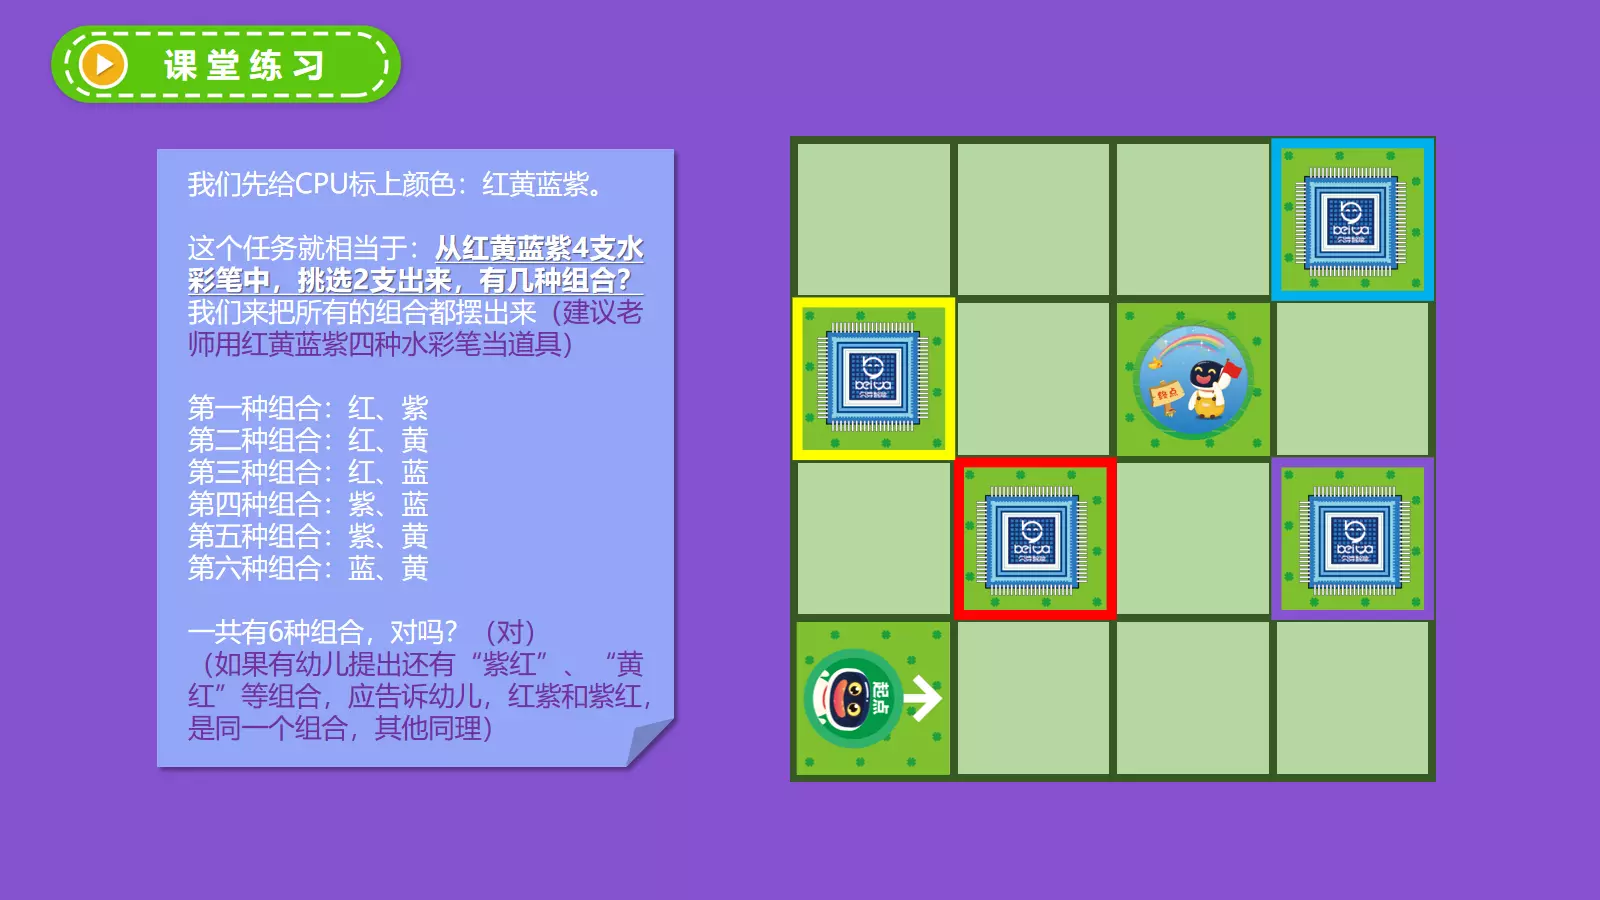 课堂练习
我们先给CPU标上颜色：红黄蓝紫。
这个任务就相当于：从红黄蓝紫4支水
彩笔中，挑选2支出来，有几种组合？
我们来把所有的组合都摆出来（建议老
师用红黄蓝紫四种水彩笔当道具）
第一种组合：红、紫
第二种组合：红、黄
第三种组合：红、蓝
第四种组合：紫、蓝
第五种组合：紫、黄
第六种组合：蓝、黄
一共有6种组合，对吗？（对）
（如果有幼儿提出还有“紫红”、“黄
红”等组合，应告诉幼儿，红紫和紫红，
是同一个组合，其他同理）
beiwa
beiwa
终点
beiwa
beiwa
起点